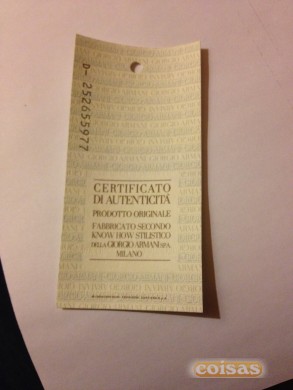 D- 252655977
CERTIFICATO
DI AUTENTICITÀ
PRODOTTO ORIGINALE
FABBRICATO SECONDO
KNOW HOW STILISTICO
DELLA GIORGIO ARMANI S.P.A.
MILANO
coisas